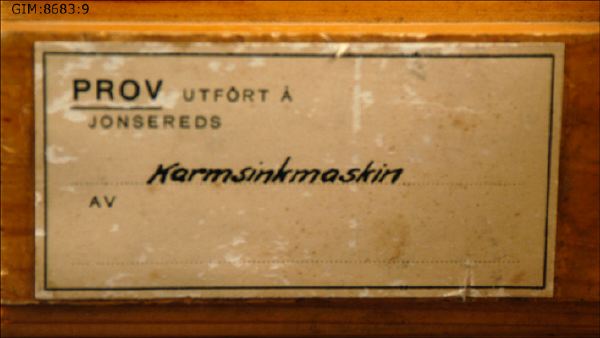 GIM:8683:9
PROV UTFÖRT Å
JONSEREDS
Karmsinkmaskin
AV